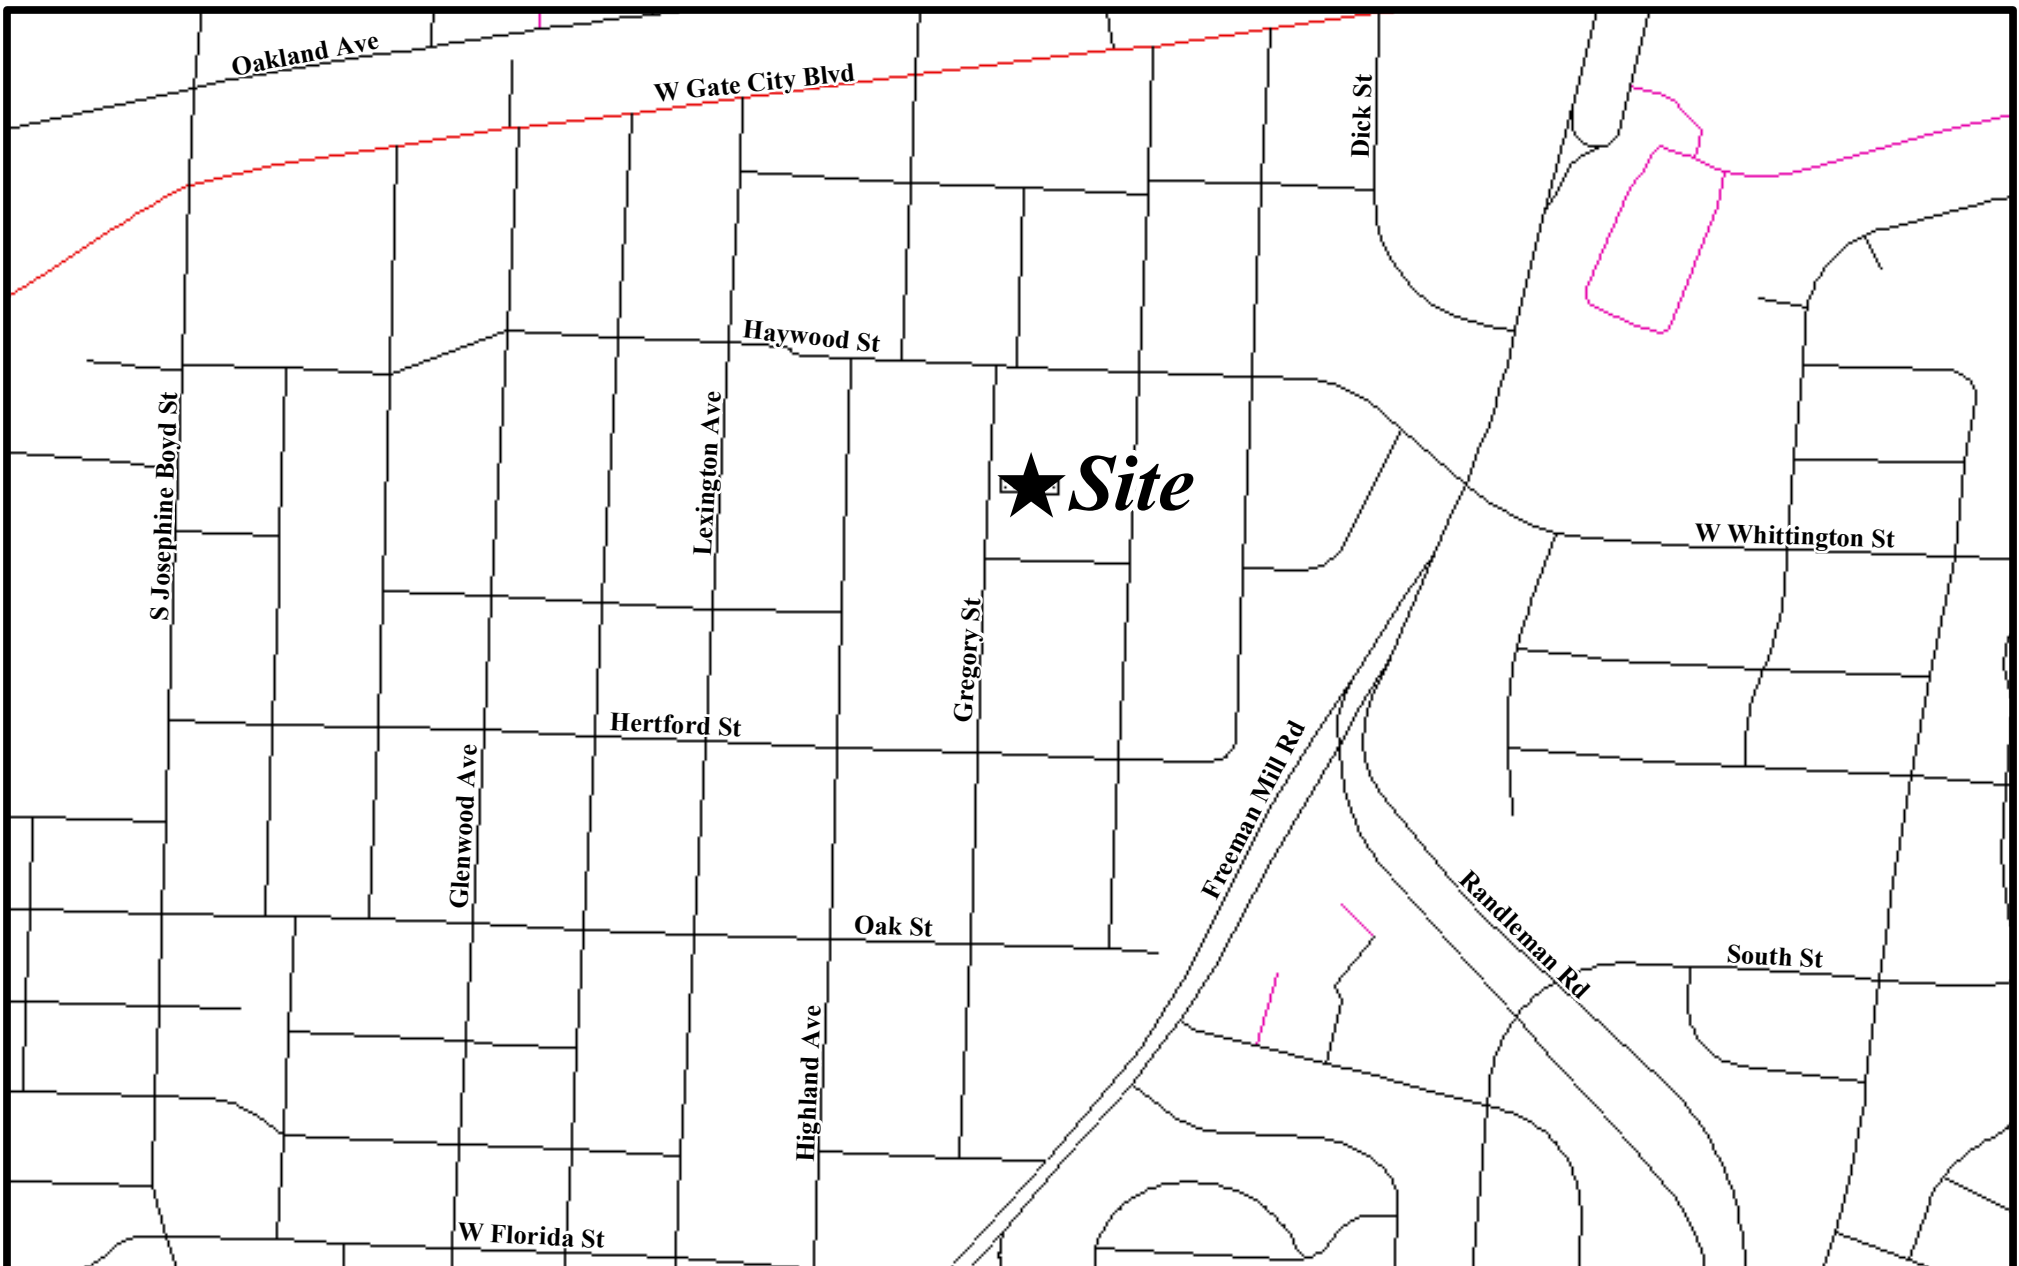 Oakland Ave
W Gate City Blvd
Dick St
Haywood St
S Josephine Boyd St
Lexington Ave
Site
W Whittington St
Gregory St
Hertford St
Glenwood Ave
Freeman Mill Rd
Randleman Rd
Oak St
South St
Highland Ave
W Florida St